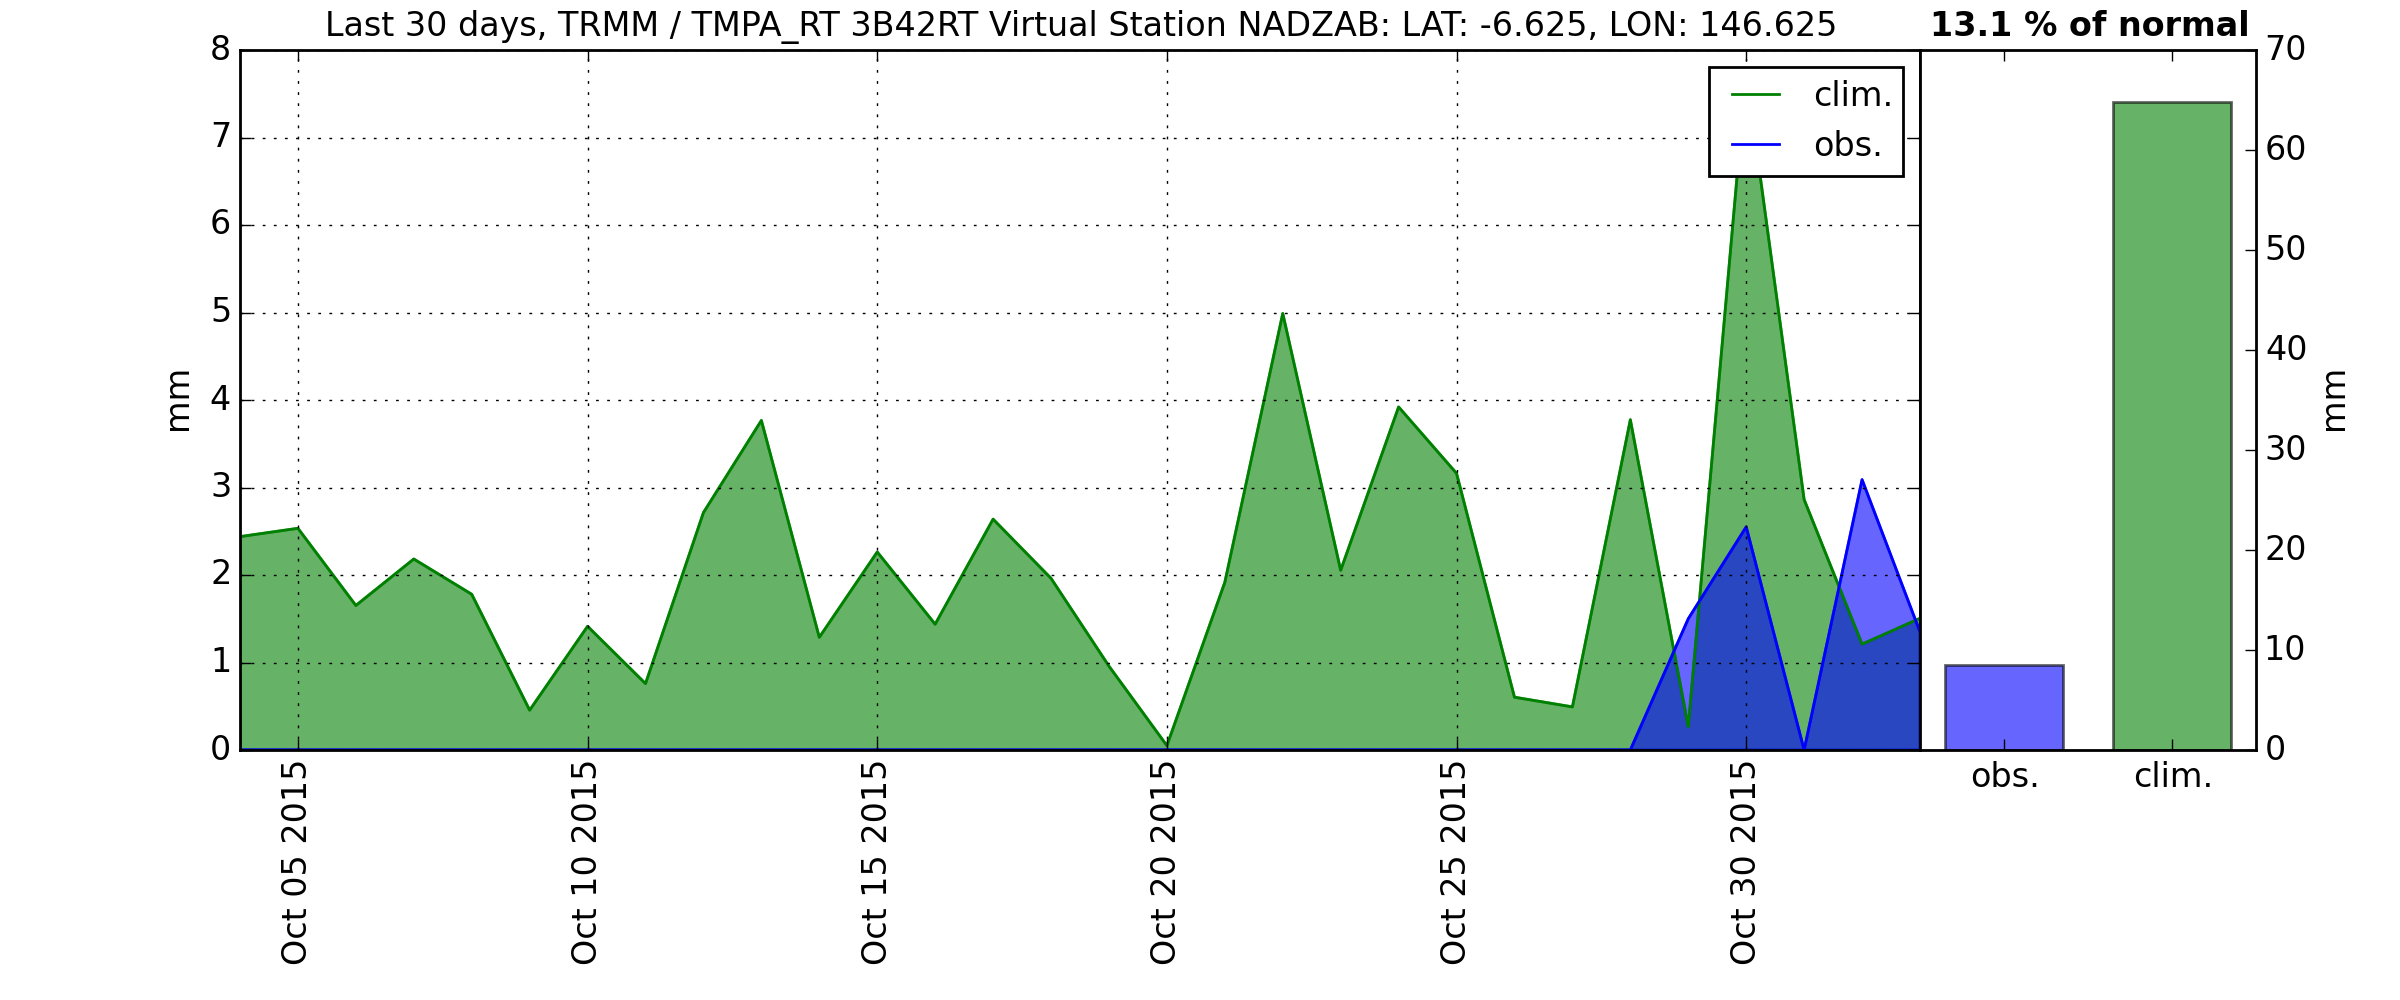 Last 30 days, TRMM / TMPA_RT 3B42RT Virtual Station NADZAB: LAT: -6.625, LON: 146.625
13.1 % of normal
8
7
6
5
4
3
2
1
0
mm
clim.
obs.
Oct 05 2015
Oct 10 2015
Oct 15 2015
Oct 20 2015
Oct 25 2015
Oct 30 2015
70
60
50
40
30
20
10
0
mm
obs.
clim.